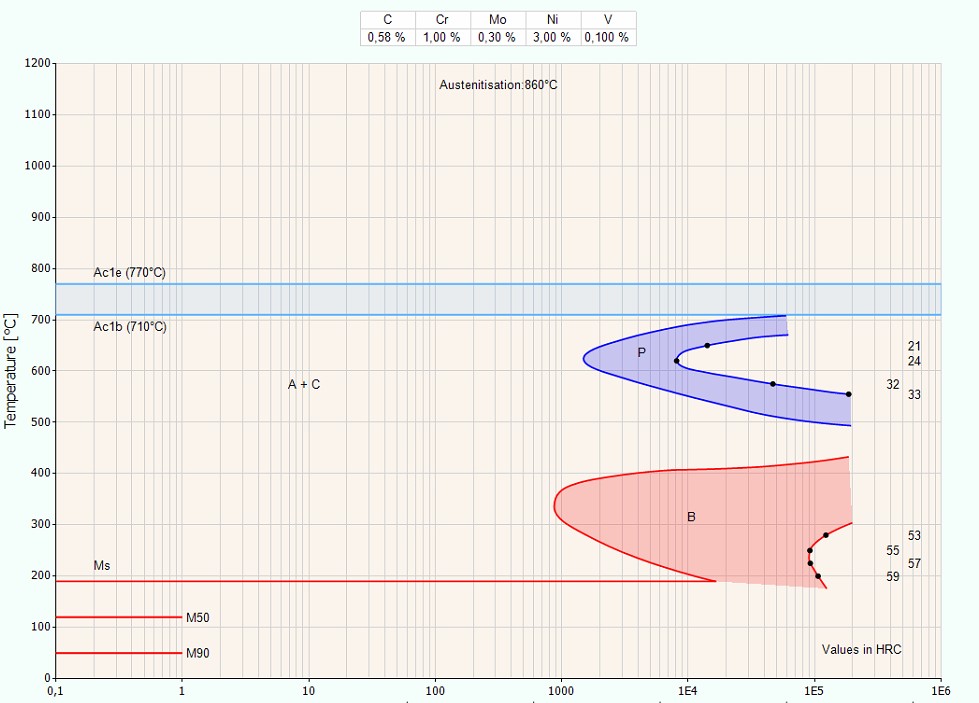 C Cr Mo Ni V
0,58 % 1,00 % 0,30 % 3,00 % 0,100 %
1200
Austenitisation:860°C
1100
1000
900
800
Ac1e (770°C)
700
Ac1b (710°C)
P
21
24
600
A + C
32
33
500
Temperature [°C]
400
300
B
53
55
57
Ms
200
59
M50
100
M90
Values in HRC
0
0,1 1 10 100 1000 1E4 1E5 1E6